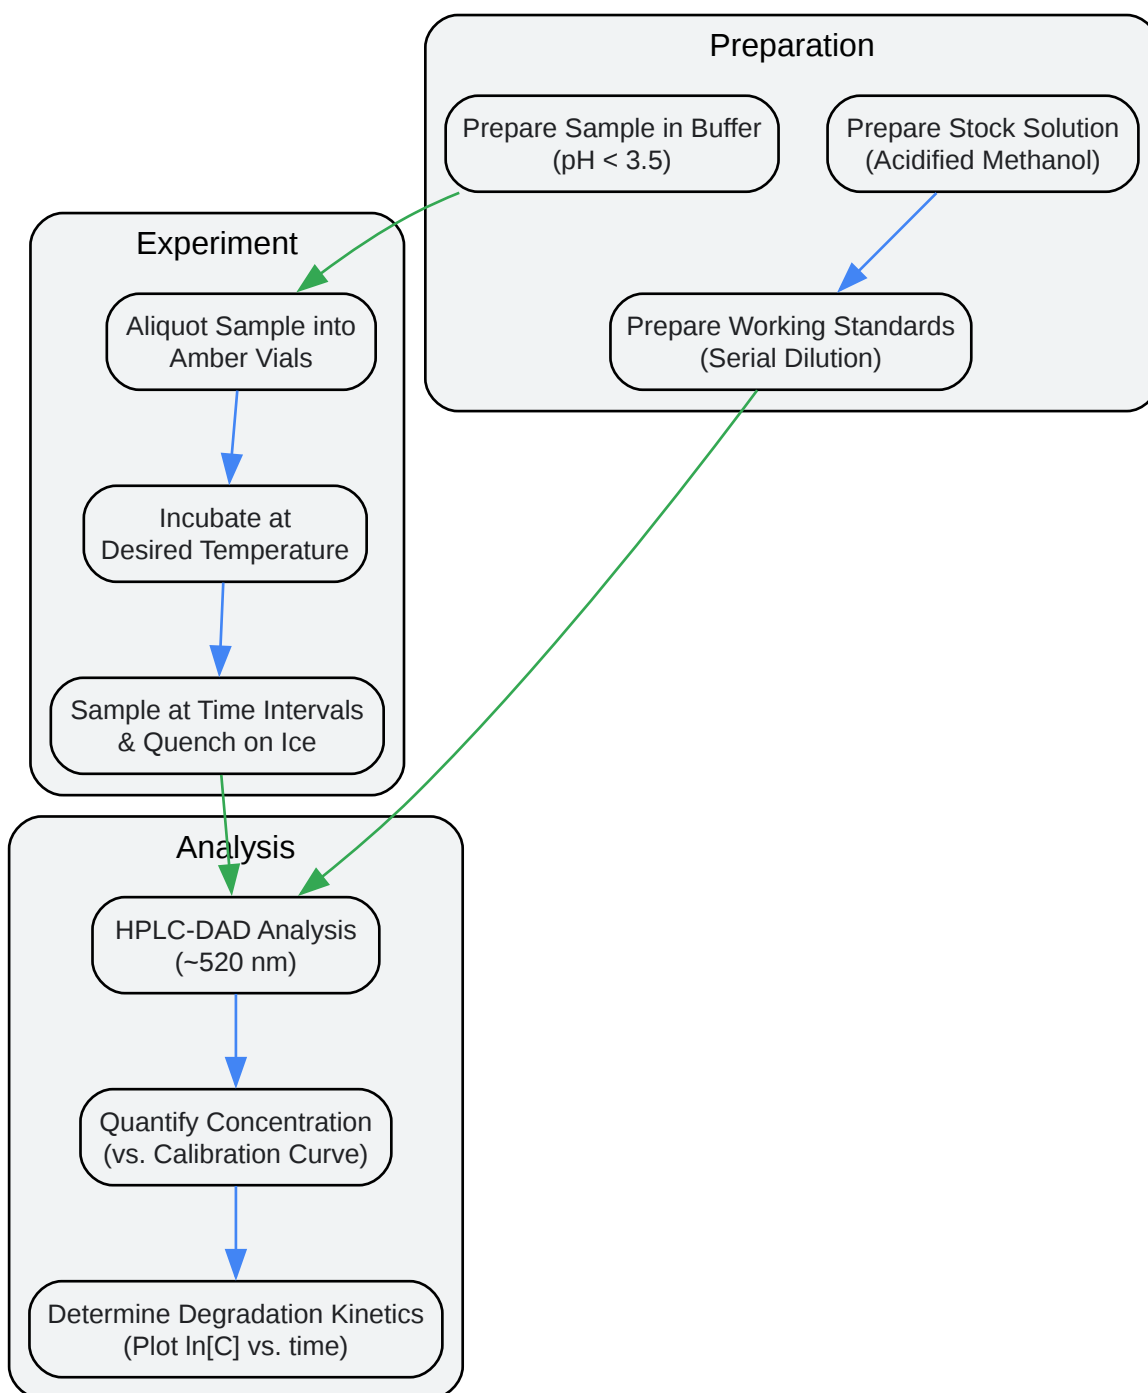 Preparation
Prepare Sample in Buffer
(pH < 3.5)
Prepare Stock Solution
(Acidified Methanol)
Prepare Working Standards
(Serial Dilution)
Experiment
Aliquot Sample into
Amber Vials
Incubate at
Desired Temperature
Sample at Time Intervals
& Quench on Ice
Analysis
HPLC-DAD Analysis
(~520 nm)
Quantify Concentration
(vs. Calibration Curve)
Determine Degradation Kinetics
(Plot ln[C] vs. time)